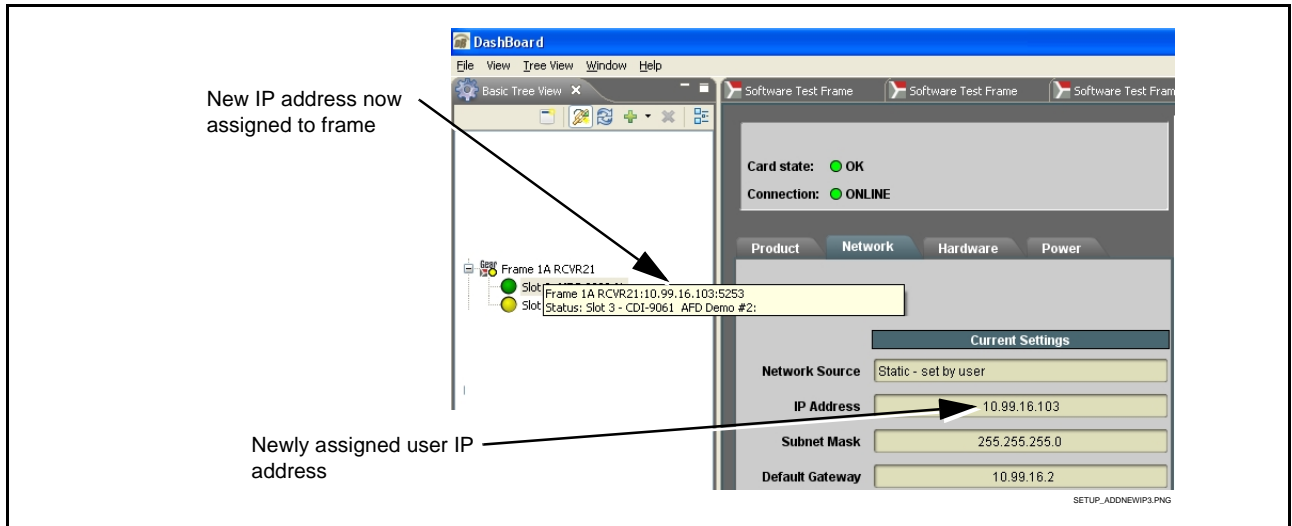 DashBoard
File View Tree View Window Help
Basic Tree View
Software Test Frame Software Test Frame Software Test Fram
New IP address now
assigned to frame
Card state: OK
Connection: ONLINE
Product Network Hardware Power
Frame 1A RCVR21
Slot
Frame 1A RCVR21:10.99.16.103:5253
Slot
Status: Slot 3 - CDI-9061 AFD Demo #2:
Current Settings
Network Source Static - set by user
IP Address 10.99.16.103
Newly assigned user IP
address
Subnet Mask 255.255.255.0
Default Gateway 10.99.16.2
SETUP_ADDNEWIP3.PNG